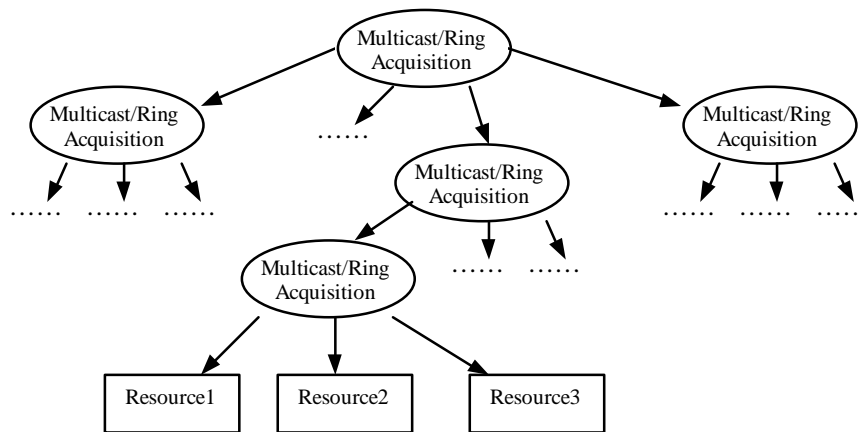 Multicast/Ring
Acquisition
Multicast/Ring
Acquisition
......
Multicast/Ring
Acquisition
Multicast/Ring
Acquisition
......
......
......
......
......
......
Multicast/Ring
Acquisition
......
......
Resource1
Resource2
Resource3